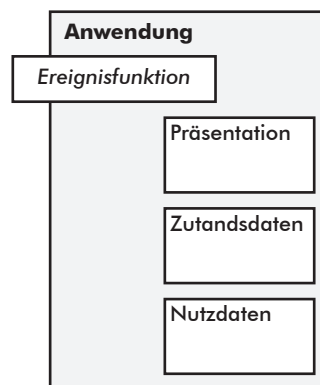 Anwendung
Ereignisfunktion
Präsentation
Zutandsdaten
Nutzdaten